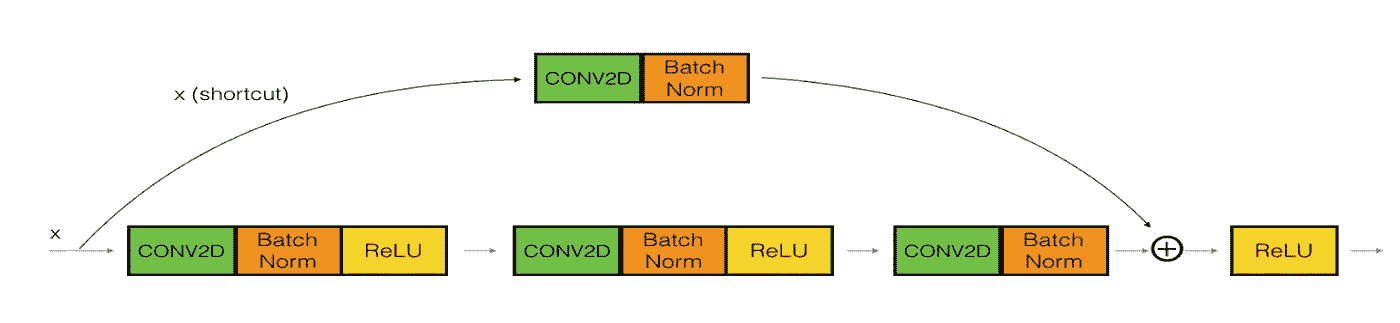 CONV2D
Batch
Norm
x (shortcut)
x
CONV2D
Batch
Norm
ReLU
CONV2D
Batch
Norm
ReLU
CONV2D
Batch
Norm
ReLU